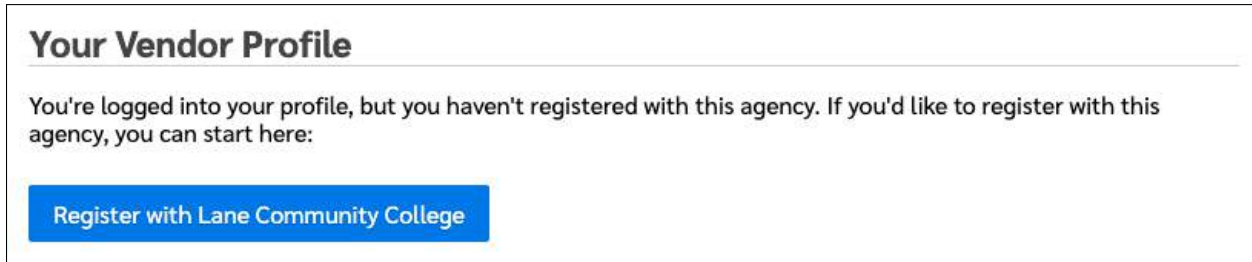 Your Vendor Profile
You're logged into your profile, but you haven't registered with this agency. If you'd like to register with this
agency, you can start here:
Register with Lane Community College